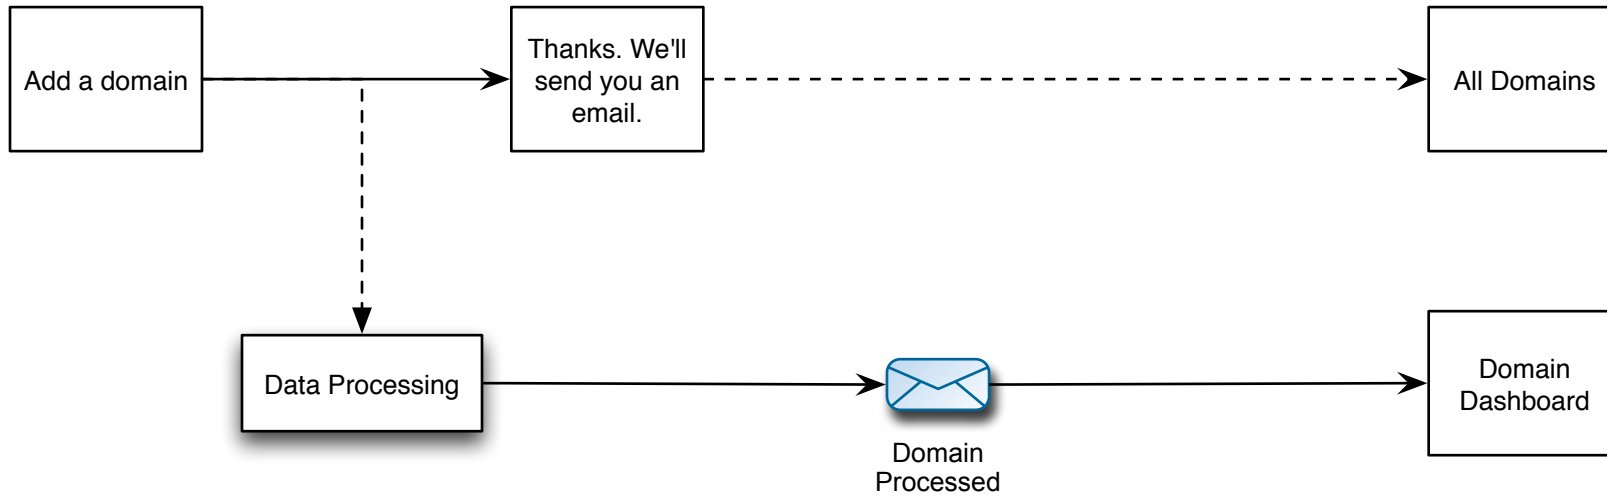 Add a domain
Thanks. We'll
send you an
email.
All Domains
Data Processing
Domain
Processed
Domain
Dashboard